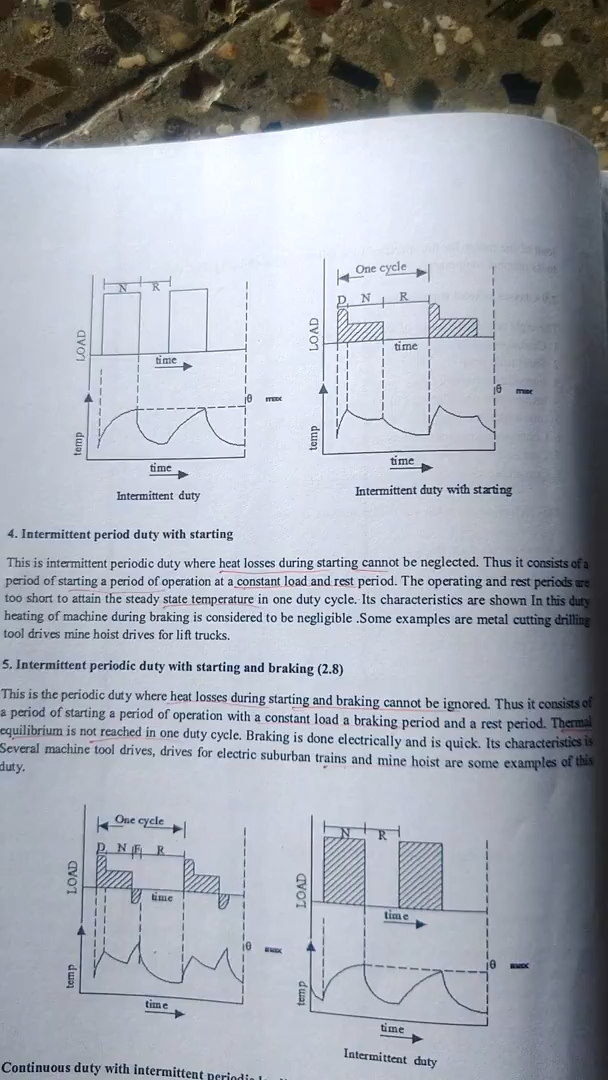 N R
LOAD
time
θ max
temp
time
Intermittent duty
One cycle
D N R
LOAD
time
θ max
temp
time
Intermittent duty with starting
4. Intermittent period duty with starting
This is intermittent periodic duty where heat losses during starting cannot be neglected. Thus it consists of a
period of starting a period of operation at a constant load and rest period. The operating and rest periods are
too short to attain the steady state temperature in one duty cycle. Its characteristics are shown In this duty
heating of machine during braking is considered to be negligible .Some examples are metal cutting drilling
tool drives mine hoist drives for lift trucks.
5. Intermittent periodic duty with starting and braking (2.8)
This is the periodic duty where heat losses during starting and braking cannot be ignored. Thus it consists of
a period of starting a period of operation with a constant load a braking period and a rest period. Thermal
equilibrium is not reached in one duty cycle. Braking is done electrically and is quick. Its characteristics is
Several machine tool drives, drives for electric suburban trains and mine hoist are some examples of this
duty.
One cycle
D N F R
LOAD
time
θ max
temp
time
N R
LOAD
time
θ max
temp
time
Intermittent duty
Continuous duty with intermittent periodic